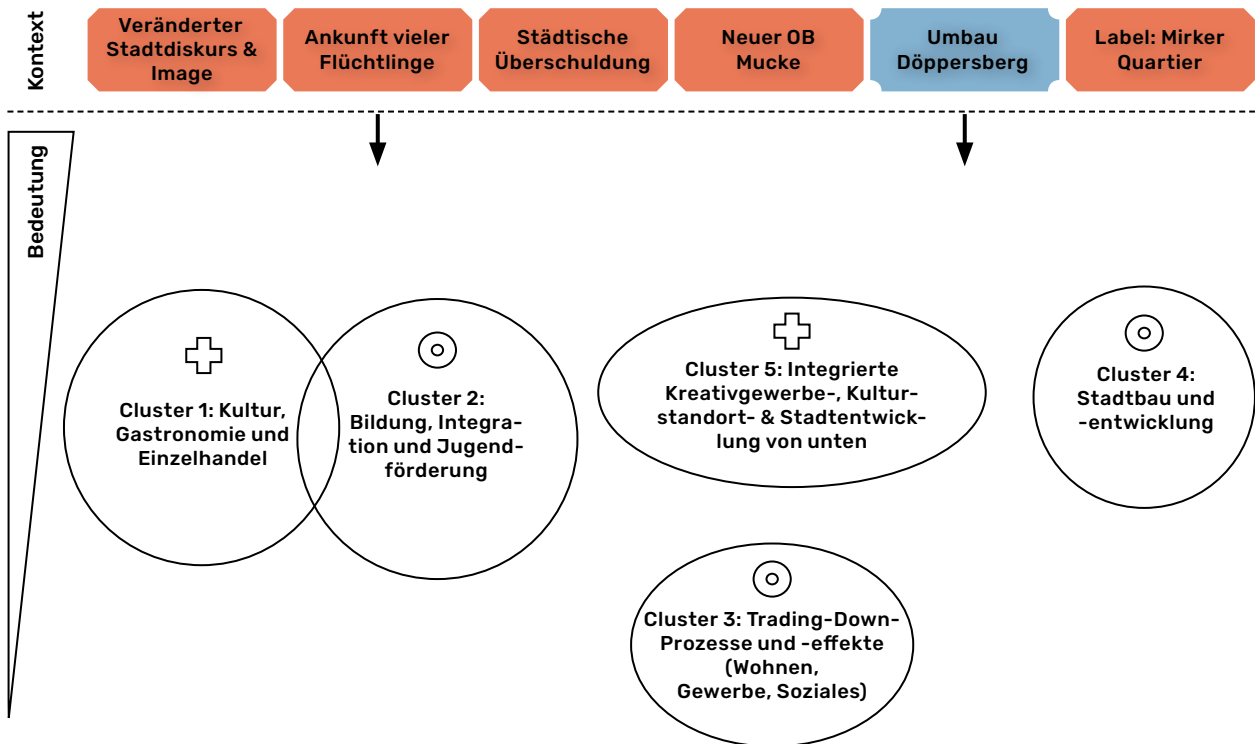 Kontext
Veränderter
Stadtdiskurs &
Image
Ankunft vieler
Flüchtlinge
Städtische
Überschuldung
Neuer OB
Mucke
Umbau
Döppersberg
Label: Mirker
Quartier
Bedeutung
Cluster 1: Kultur,
Gastronomie und
Einzelhandel
Cluster 2:
Bildung, Integra-
tion und Jugend-
förderung
Cluster 5: Integrierte
Kreativgewerbe-, Kultur-
standort- & Stadtentwick-
lung von unten
Cluster 4:
Stadtbau und
-entwicklung
Cluster 3: Trading-Down-
Prozesse und -effekte
(Wohnen,
Gewerbe, Soziales)